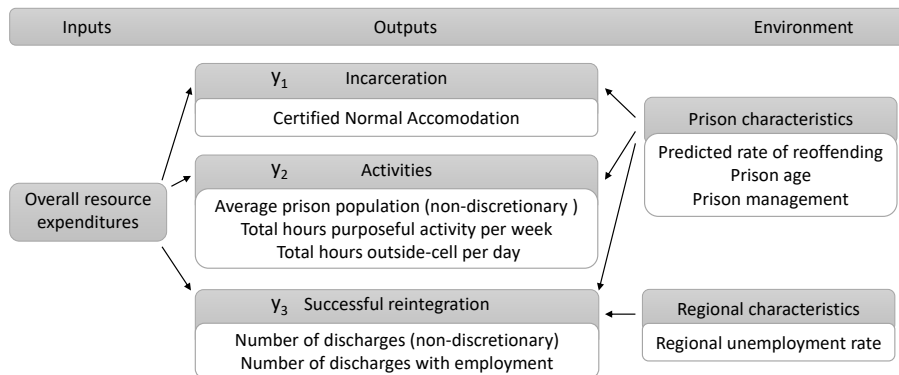 Inputs
Outputs
Environment
y1 Incarceration
Certified Normal Accomodation
y2 Activities
Average prison population (non-discretionary )
Total hours purposeful activity per week
Total hours outside-cell per day
y3 Successful reintegration
Number of discharges (non-discretionary)
Number of discharges with employment
Overall resource
expenditures
Prison characteristics
Predicted rate of reoffending
Prison age
Prison management
Regional characteristics
Regional unemployment rate